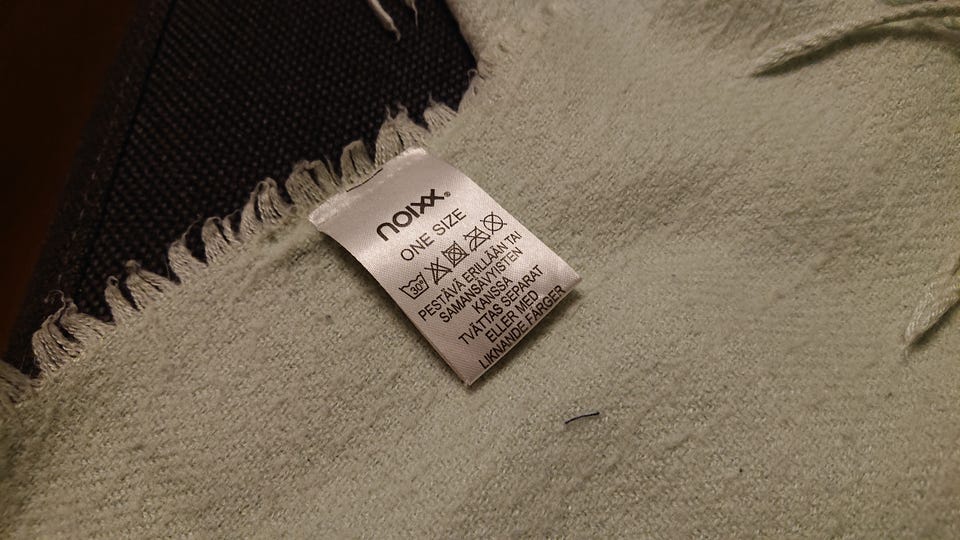 noixx®
ONE SIZE
30°
PESTÄVÄ ERILLÄÄN TAI
SAMANSÄVYISTEN
KANSSA
TVÄTTAS SEPARAT
ELLER MED
LIKNANDE FÄRGER